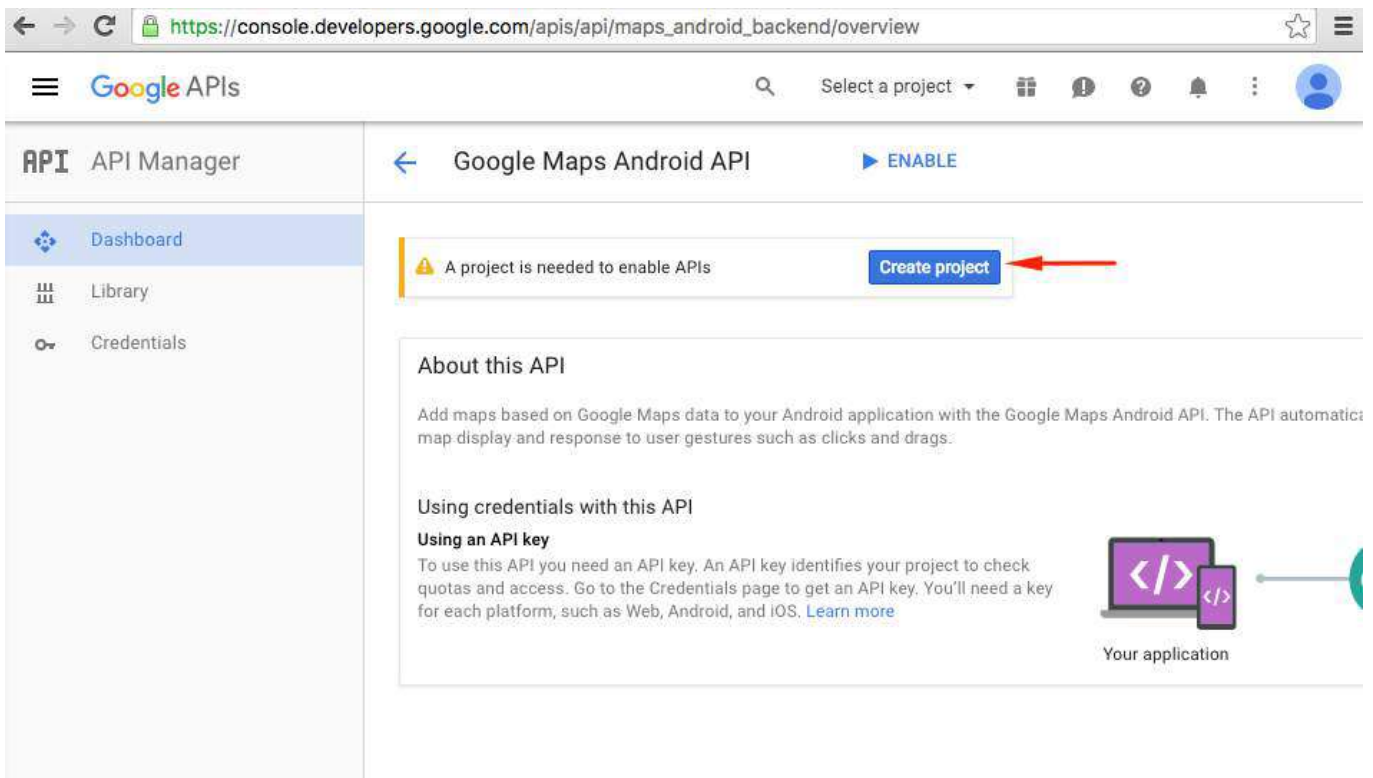 https://console.developers.google.com/apis/api/maps_android_backend/overview
Google APIs
Select a project
API API Manager
Google Maps Android API
ENABLE
Dashboard
Library
Credentials
A project is needed to enable APIs
Create project
About this API
Add maps based on Google Maps data to your Android application with the Google Maps Android API. The API automatica
map display and response to user gestures such as clicks and drags.
Using credentials with this API
Using an API key
To use this API you need an API key. An API key identifies your project to check
quotas and access. Go to the Credentials page to get an API key. You'll need a key
for each platform, such as Web, Android, and iOS. Learn more
</>
</>
Your application